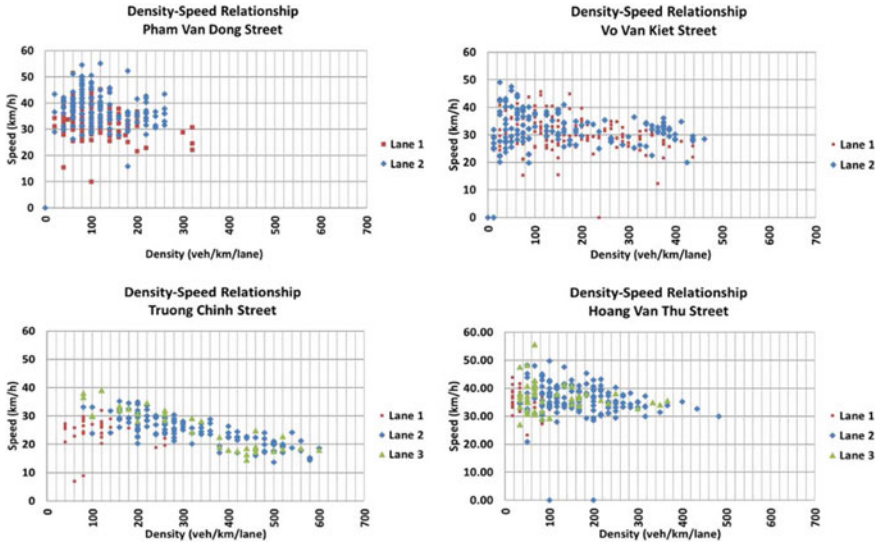 Density-Speed Relationship
Pham Van Dong Street
60
50
40
30
20
10
0
Speed (km/h)
0
100
200
300
400
500
600
700
Density (veh/km/lane)
Lane 1
Lane 2
Density-Speed Relationship
Vo Van Kiet Street
60
50
40
30
20
10
0
Speed (km/h)
0
100
200
300
400
500
600
700
Density (veh/km/lane)
Lane 1
Lane 2
Density-Speed Relationship
Truong Chinh Street
60
50
40
30
20
10
0
Speed (km/h)
0
100
200
300
400
500
600
700
Density (veh/km/lane)
Lane 1
Lane 2
Lane 3
Density-Speed Relationship
Hoang Van Thu Street
60.00
50.00
40.00
30.00
20.00
10.00
0.00
Speed (km/h)
0
100
200
300
400
500
600
700
Density (veh/km/lane)
Lane 1
Lane 2
Lane 3